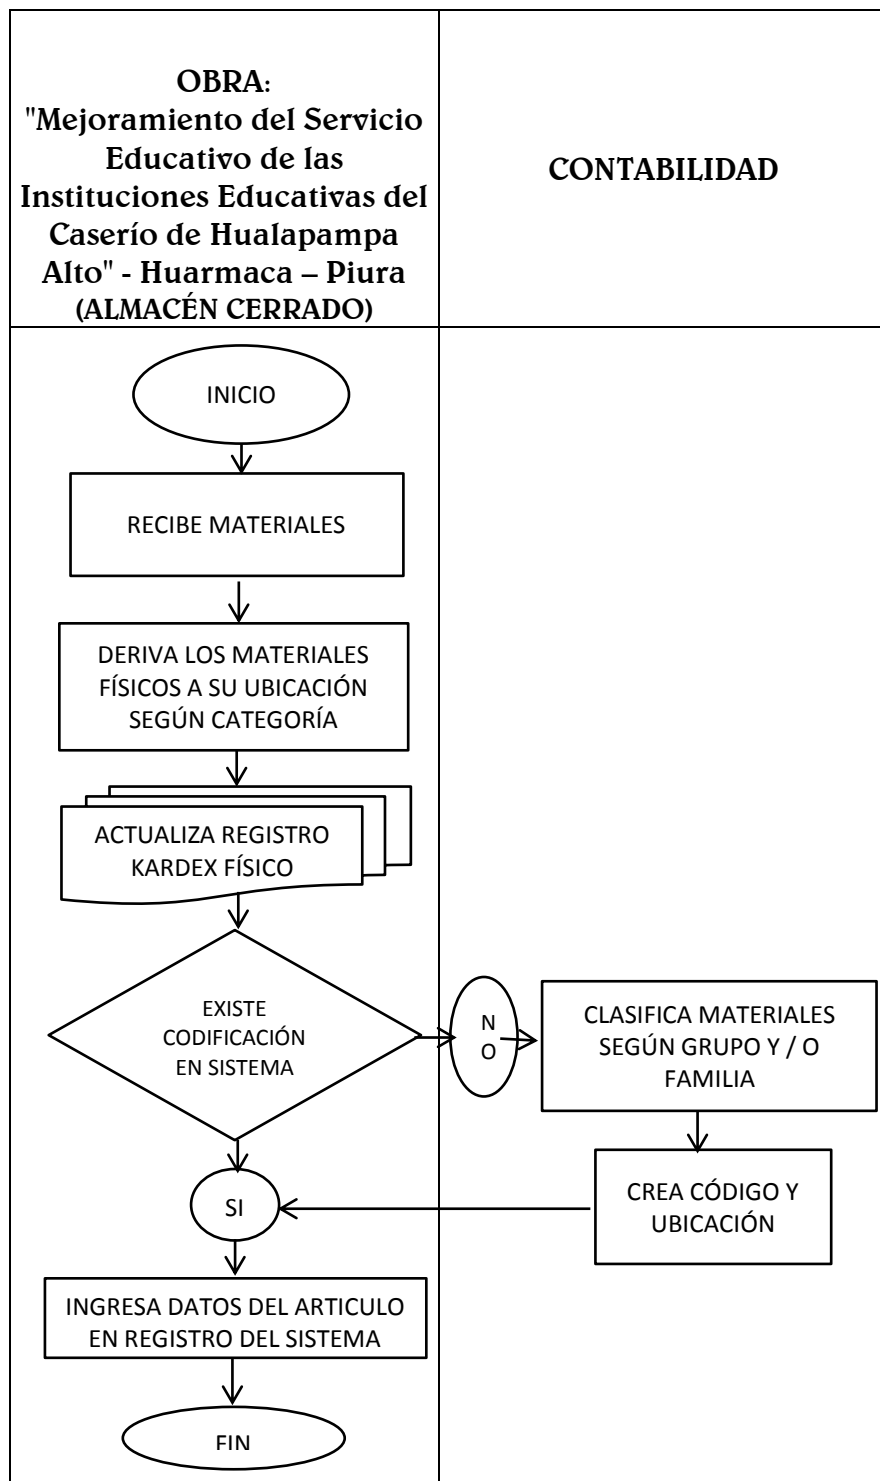 OBRA:
"Mejoramiento del Servicio
Educativo de las
Instituciones Educativas del
Caserío de Hualapampa
Alto" - Huarmaca – Piura
(ALMACÉN CERRADO)
CONTABILIDAD
INICIO
RECIBE MATERIALES
DERIVA LOS MATERIALES
FÍSICOS A SU UBICACIÓN
SEGÚN CATEGORÍA
ACTUALIZA REGISTRO
KARDEX FÍSICO
EXISTE
CODIFICACIÓN
EN SISTEMA
N
O
CLASIFICA MATERIALES
SEGÚN GRUPO Y / O
FAMILIA
CREA CÓDIGO Y
UBICACIÓN
SI
INGRESA DATOS DEL ARTICULO
EN REGISTRO DEL SISTEMA
FIN